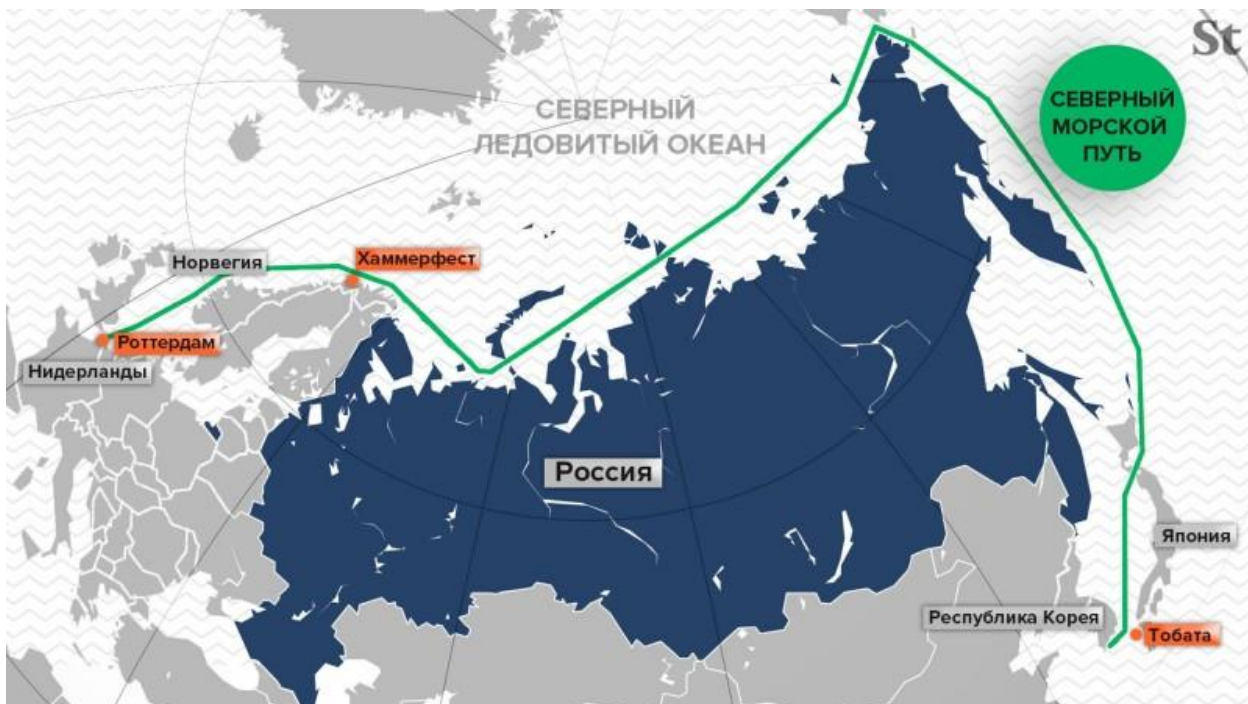 St
СЕВЕРНЫЙ
МОРСКОЙ
ПУТЬ
СЕВЕРНЫЙ
ЛЕДОВИТЫЙ ОКЕАН
Норвегия
Хаммерфест
Роттердам
Нидерланды
Россия
Япония
Республика Корея
Тобата